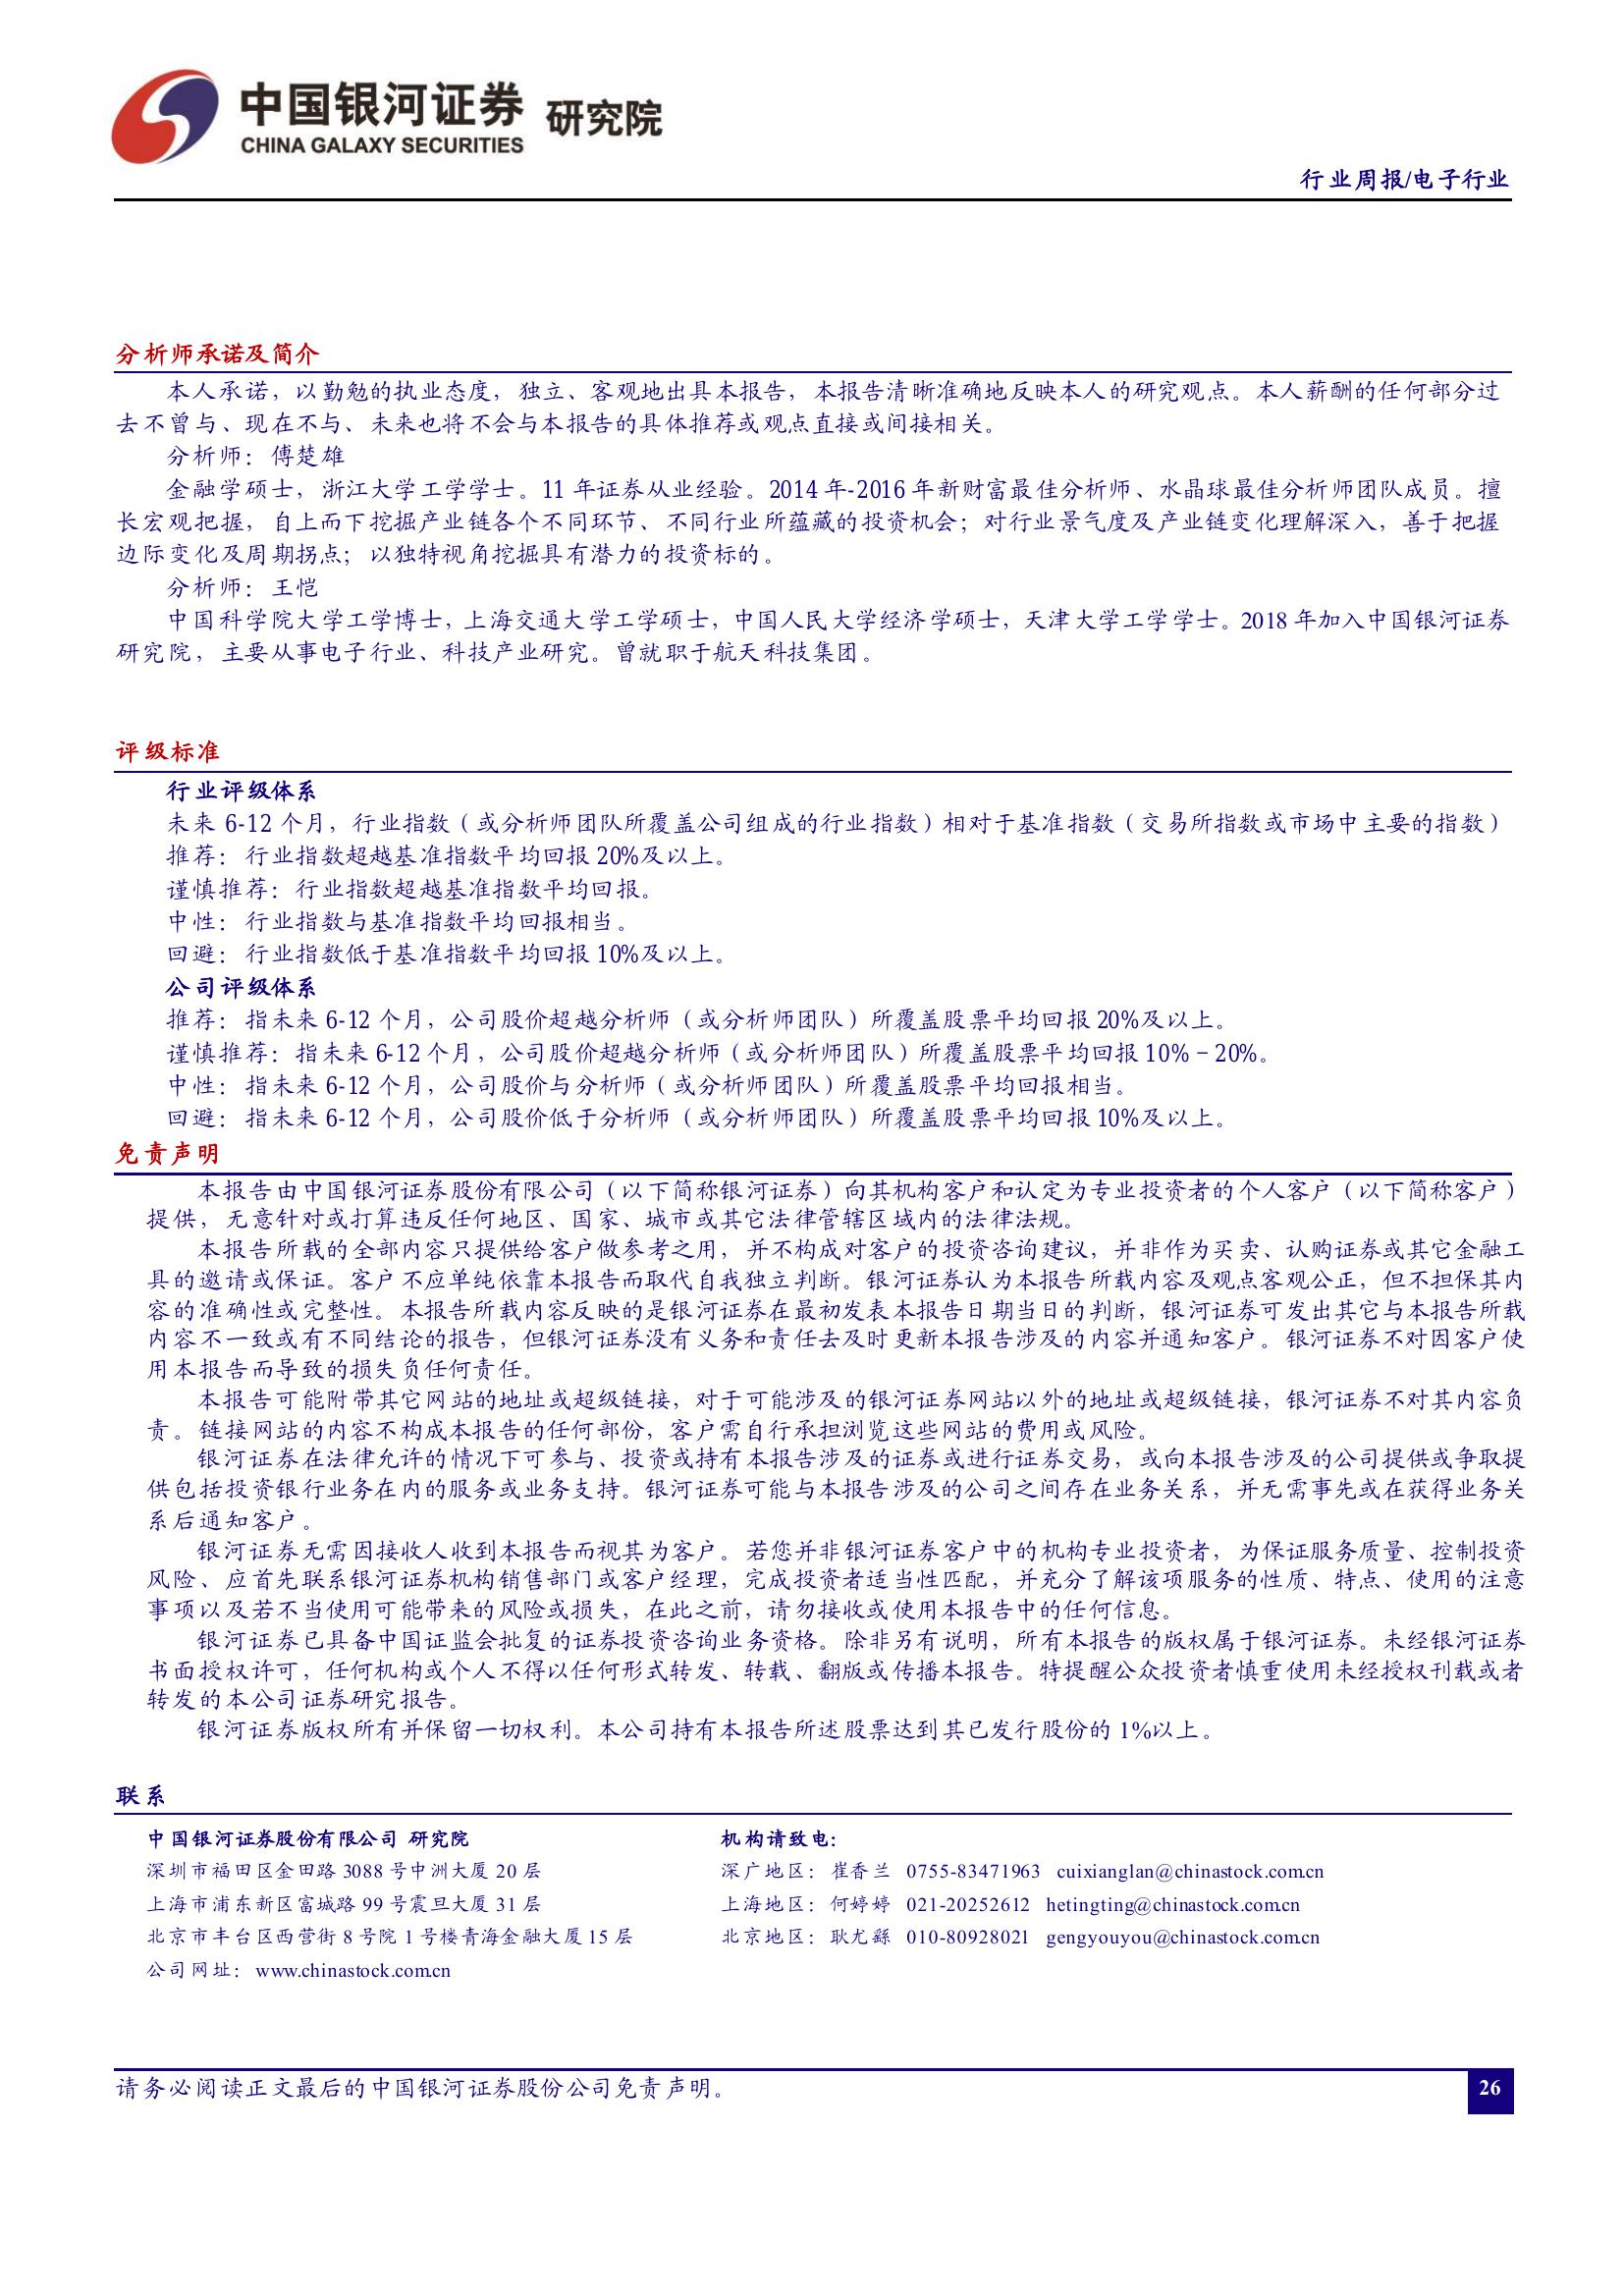 中国银河证券 研究院
CHINA GALAXY SECURITIES
行业周报/电子行业
分析师承诺及简介
本人承诺，以勤勉的执业态度，独立、客观地出具本报告，本报告清晰准确地反映本人的研究观点。本人薪酬的任何部分过
去不曾与、现在不与、未来也将不会与本报告的具体推荐或观点直接或间接相关。
分析师：傅楚雄
金融学硕士，浙江大学工学学士。11 年证券从业经验。2014 年-2016 年新财富最佳分析师、水晶球最佳分析师团队成员。擅
长宏观把握，自上而下挖掘产业链各个不同环节、不同行业所蕴藏的投资机会；对行业景气度及产业链变化理解深入，善于把握
边际变化及周期拐点；以独特视角挖掘具有潜力的投资标的。
分析师：王恺
中国科学院大学工学博士，上海交通大学工学硕士，中国人民大学经济学硕士，天津大学工学学士。2018 年加入中国银河证券
研究院，主要从事电子行业、科技产业研究。曾就职于航天科技集团。
评级标准
行业评级体系
未来 6-12 个月，行业指数（或分析师团队所覆盖公司组成的行业指数）相对于基准指数（交易所指数或市场中主要的指数）
推荐：行业指数超越基准指数平均回报 20%及以上。
谨慎推荐：行业指数超越基准指数平均回报。
中性：行业指数与基准指数平均回报相当。
回避：行业指数低于基准指数平均回报 10%及以上。
公司评级体系
推荐：指未来 6-12 个月，公司股价超越分析师（或分析师团队）所覆盖股票平均回报 20%及以上。
谨慎推荐：指未来 6-12 个月，公司股价超越分析师（或分析师团队）所覆盖股票平均回报 10%－20%。
中性：指未来 6-12 个月，公司股价与分析师（或分析师团队）所覆盖股票平均回报相当。
回避：指未来 6-12 个月，公司股价低于分析师（或分析师团队）所覆盖股票平均回报 10%及以上。
免责声明
本报告由中国银河证券股份有限公司（以下简称银河证券）向其机构客户和认定为专业投资者的个人客户（以下简称客户）
提供，无意针对或打算违反任何地区、国家、城市或其它法律管辖区域内的法律法规。
本报告所载的全部内容只提供给客户做参考之用，并不构成对客户的投资咨询建议，并非作为买卖、认购证券或其它金融工
具的邀请或保证。客户不应单纯依靠本报告而取代自我独立判断。银河证券认为本报告所载内容及观点客观公正，但不担保其内
容的准确性或完整性。本报告所载内容反映的是银河证券在最初发表本报告日期当日的判断，银河证券可发出其它与本报告所载
内容不一致或有不同结论的报告，但银河证券没有义务和责任去及时更新本报告涉及的内容并通知客户。银河证券不对因客户使
用本报告而导致的损失负任何责任。
本报告可能附带其它网站的地址或超级链接，对于可能涉及的银河证券网站以外的地址或超级链接，银河证券不对其内容负
责。链接网站的内容不构成本报告的任何部份，客户需自行承担浏览这些网站的费用或风险。
银河证券在法律允许的情况下可参与、投资或持有本报告涉及的证券或进行证券交易，或向本报告涉及的公司提供或争取提
供包括投资银行业务在内的服务或业务支持。银河证券可能与本报告涉及的公司之间存在业务关系，并无需事先或在获得业务关
系后通知客户。
银河证券无需因接收人收到本报告而视其为客户。若您并非银河证券客户中的机构专业投资者，为保证服务质量、控制投资
风险、应首先联系银河证券机构销售部门或客户经理，完成投资者适当性匹配，并充分了解该项服务的性质、特点、使用的注意
事项以及若不当使用可能带来的风险或损失，在此之前，请勿接收或使用本报告中的任何信息。
银河证券已具备中国证监会批复的证券投资咨询业务资格。除非另有说明，所有本报告的版权属于银河证券。未经银河证券
书面授权许可，任何机构或个人不得以任何形式转发、转载、翻版或传播本报告。特提醒公众投资者慎重使用未经授权刊载或者
转发的本公司证券研究报告。
银河证券版权所有并保留一切权利。本公司持有本报告所述股票达到其已发行股份的 1%以上。
联系
中国银河证券股份有限公司 研究院 机构请致电：
深圳市福田区金田路 3088 号中洲大厦 20 层 深广地区：崔香兰 0755-83471963 cuixianglan@chinastock.com.cn
上海市浦东新区富城路 99 号震旦大厦 31 层 上海地区：何婷婷 021-20252612 hetingting@chinastock.com.cn
北京市丰台区西营街 8 号院 1 号楼青海金融大厦 15 层 北京地区：耿尤繇 010-80928021 gengyouyou@chinastock.com.cn
公司网址：www.chinastock.com.cn
请务必阅读正文最后的中国银河证券股份公司免责声明。
26